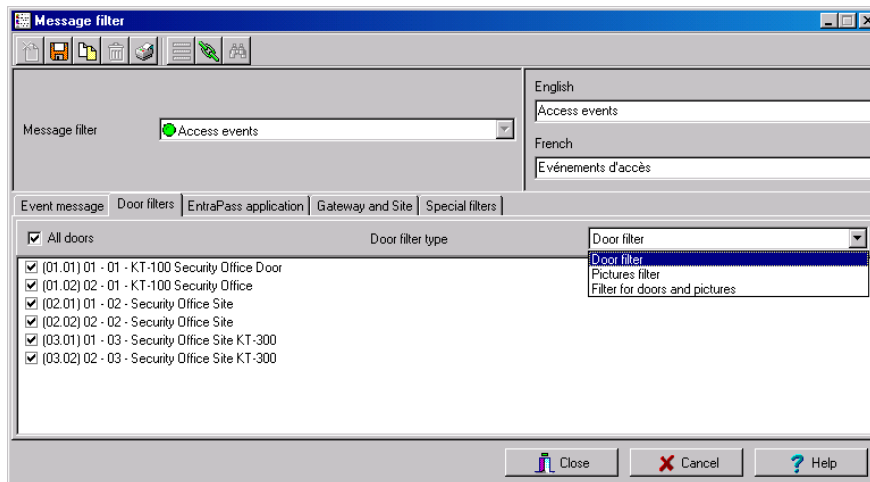 Message filter
English
Access events
Message filter
Access events
French
Evénements d'accès
Event message
Door filters
EntraPass application
Gateway and Site
Special filters
All doors
Door filter type
Door filter
Door filter
Pictures filter
Filter for doors and pictures
(01.01) 01 - 01 - KT-100 Security Office Door
(01.02) 02 - 01 - KT-100 Security Office
(02.01) 01 - 02 - Security Office Site
(02.02) 02 - 02 - Security Office Site
(03.01) 01 - 03 - Security Office Site KT-300
(03.02) 02 - 03 - Security Office Site KT-300
Close
Cancel
Help